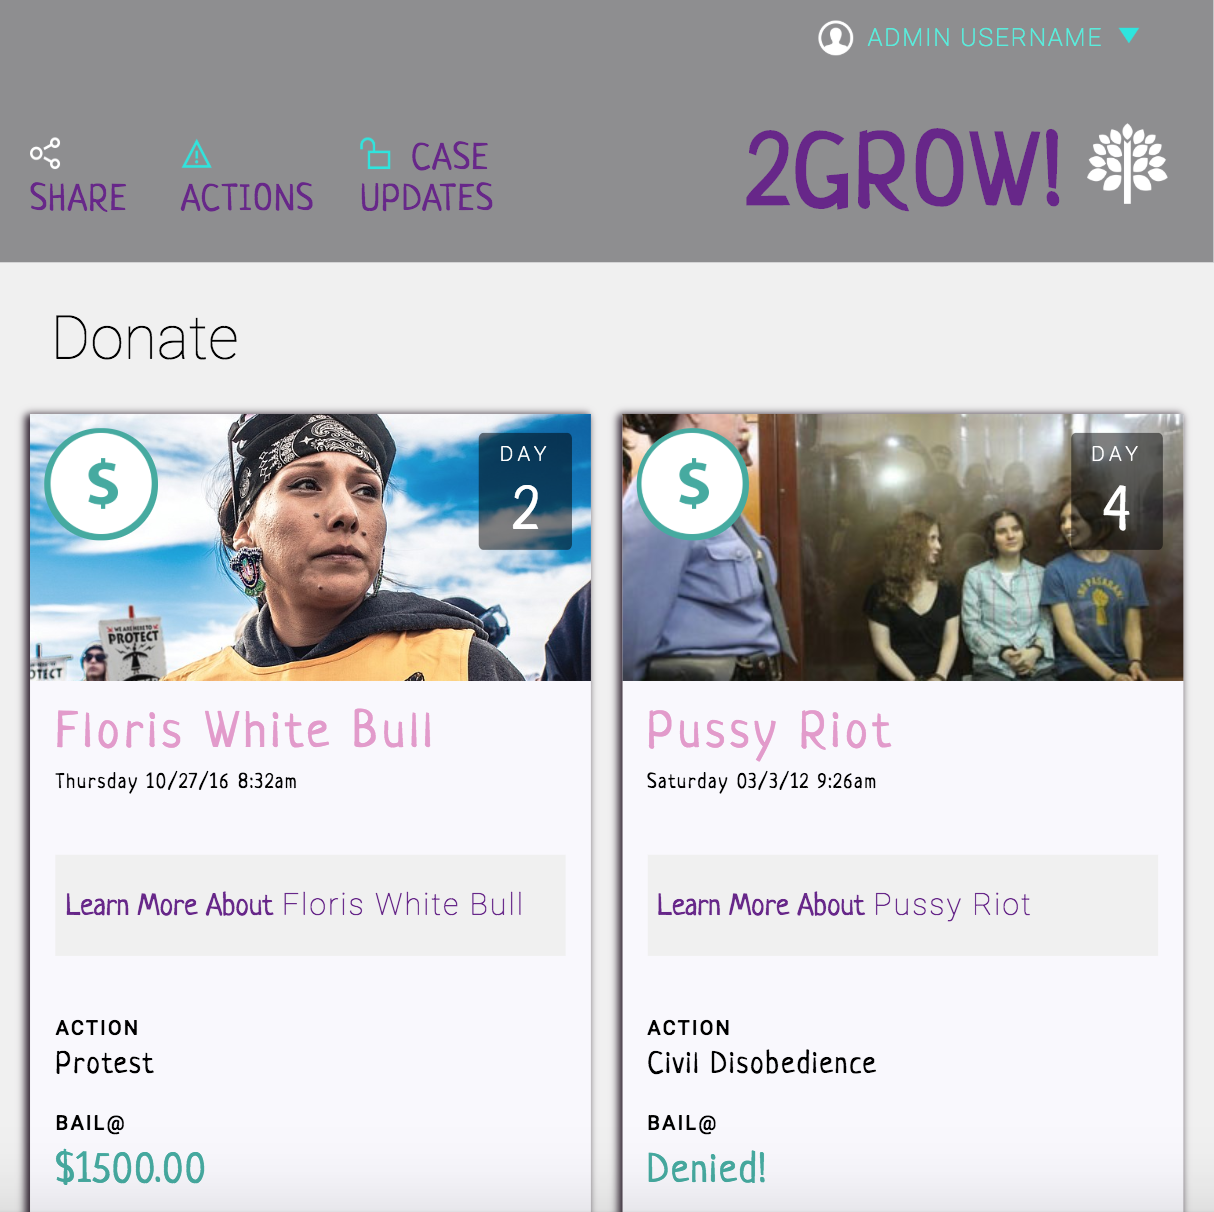 ADMIN USERNAME
SHARE
ACTIONS
CASE
UPDATES
2GROW!
Donate
$
DAY
2
WE ARE HERE TO
PROTECT
$
DAY
4
Floris White Bull
Thursday 10/27/16 8:32am
Learn More About Floris White Bull
ACTION
Protest
BAIL@
$1500.00
Pussy Riot
Saturday 03/3/12 9:26am
Learn More About Pussy Riot
ACTION
Civil Disobedience
BAIL@
Denied!